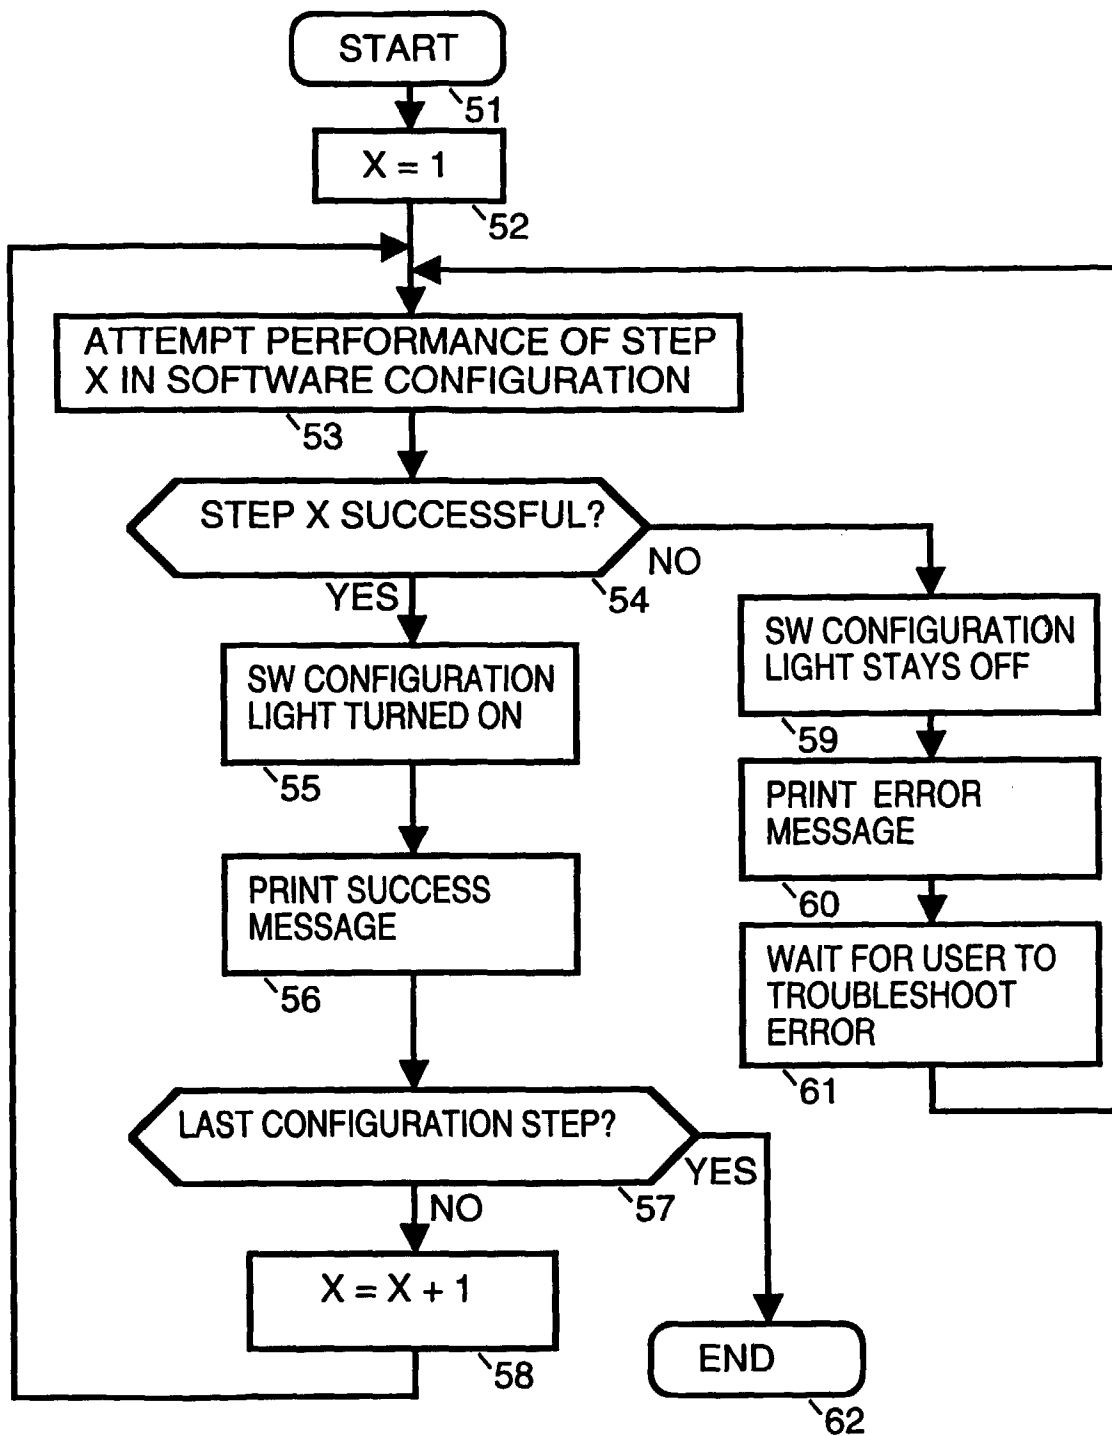 START
51
X = 1
52
ATTEMPT PERFORMANCE OF STEP
X IN SOFTWARE CONFIGURATION
53
STEP X SUCCESSFUL?
54
NO
YES
SW CONFIGURATION
LIGHT TURNED ON
55
PRINT SUCCESS
MESSAGE
56
LAST CONFIGURATION STEP?
57
YES
NO
X = X + 1
58
SW CONFIGURATION
LIGHT STAYS OFF
59
PRINT ERROR
MESSAGE
60
WAIT FOR USER TO
TROUBLESHOOT
ERROR
61
END
62